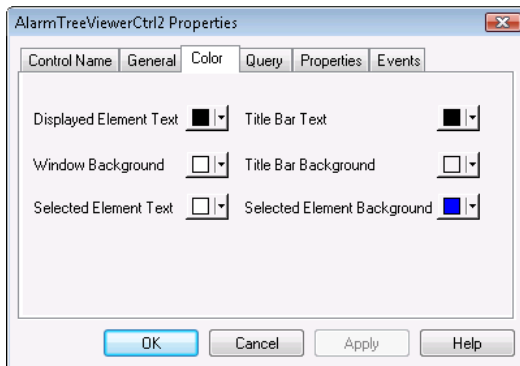 AlarmTreeViewerCtrl2 Properties
Control Name General Color Query Properties Events
Displayed Element Text Title Bar Text
Window Background Title Bar Background
Selected Element Text Selected Element Background
OK Cancel Apply Help